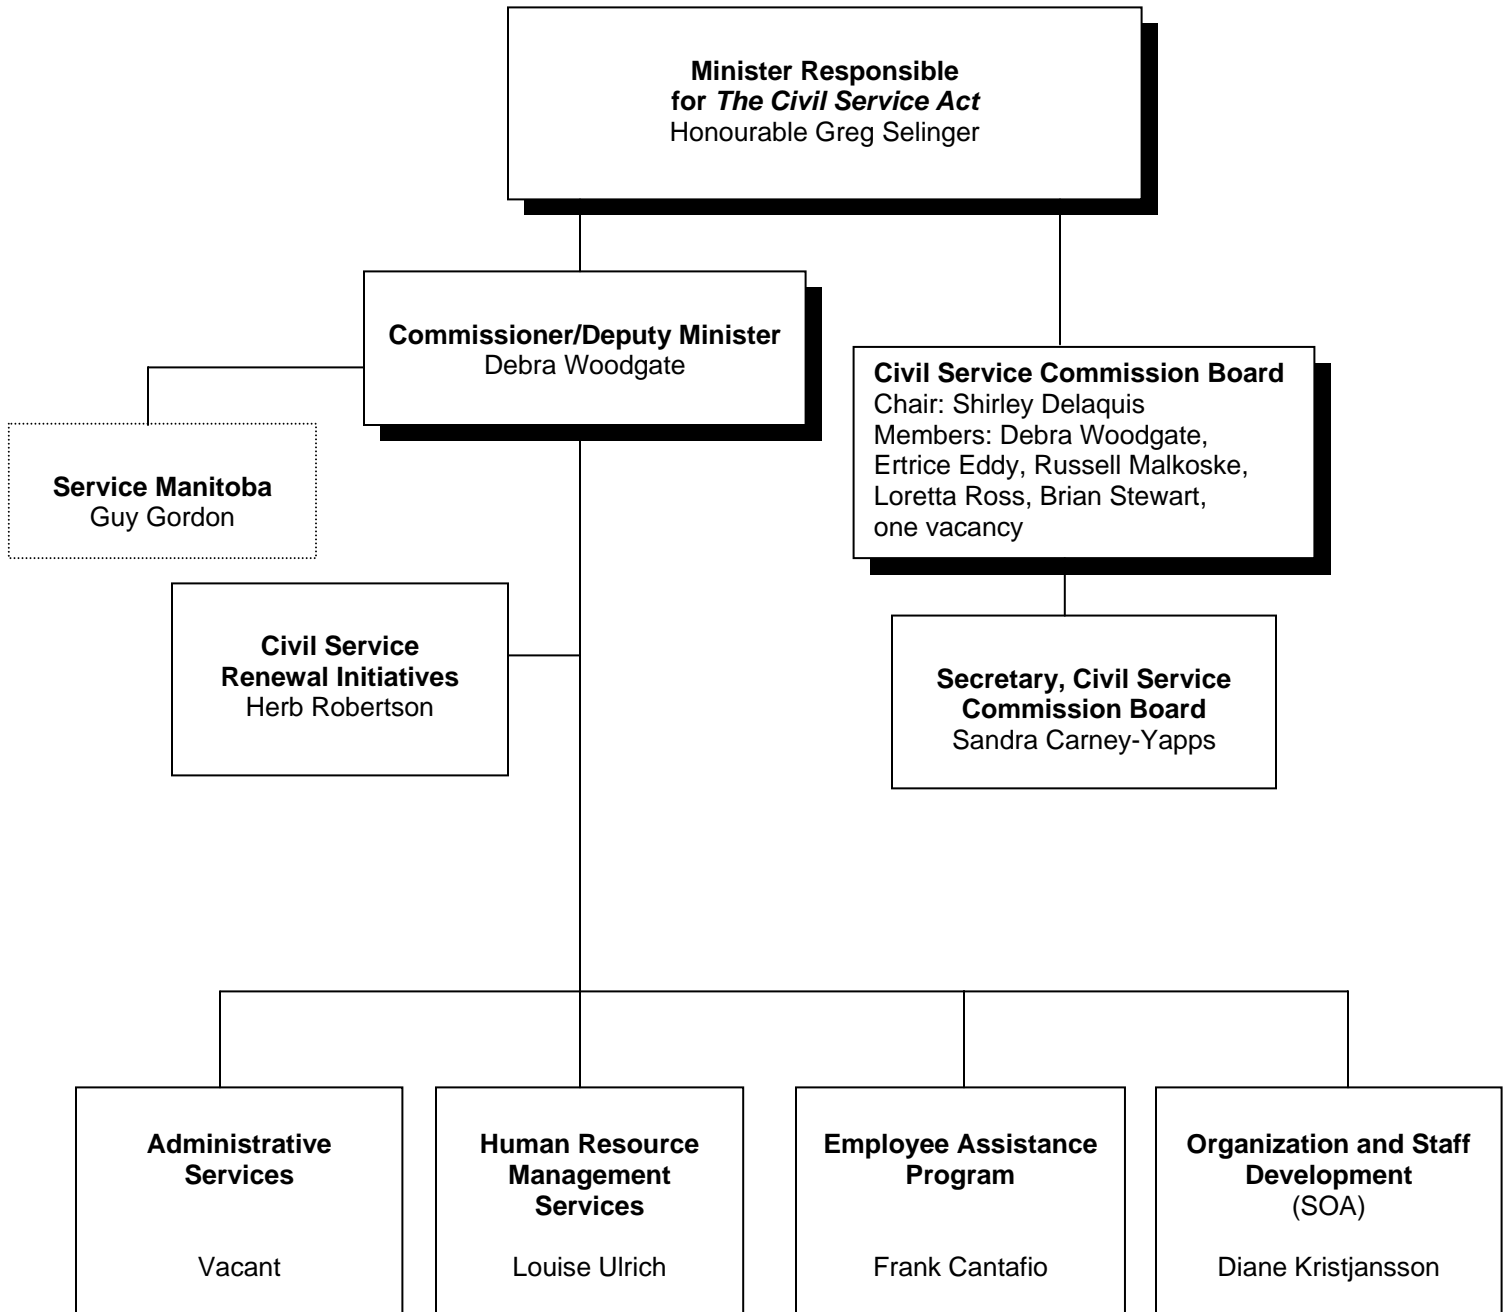 Minister Responsible
for The Civil Service Act
Honourable Greg Selinger
Commissioner/Deputy Minister
Debra Woodgate
Civil Service Commission Board
Chair: Shirley Delaquis
Members: Debra Woodgate,
Ertrice Eddy, Russell Malkoske,
Loretta Ross, Brian Stewart,
one vacancy
Service Manitoba
Guy Gordon
Civil Service
Renewal Initiatives
Herb Robertson
Secretary, Civil Service
Commission Board
Sandra Carney-Yapps
Administrative
Services
Vacant
Human Resource
Management
Services
Louise Ulrich
Employee Assistance
Program
Frank Cantafio
Organization and Staff
Development
(SOA)
Diane Kristjansson